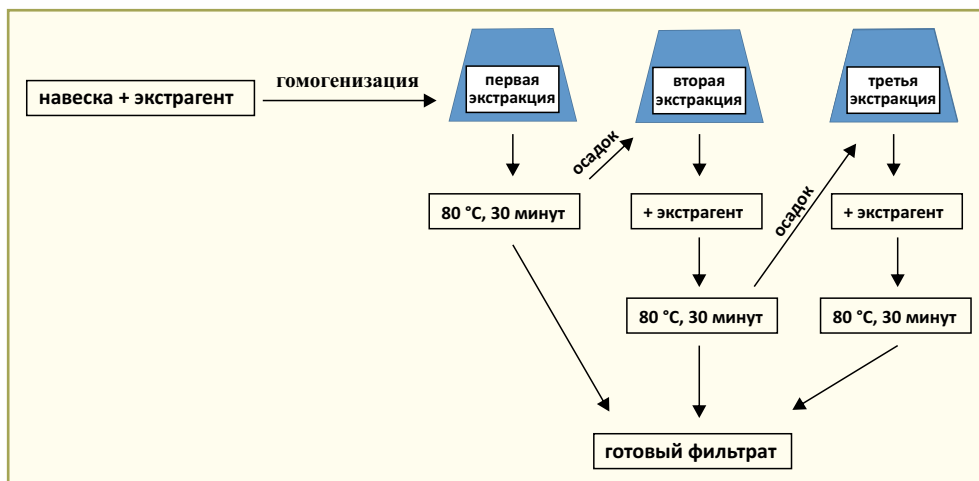 навеска + экстрагент
гомогенизация
первая
экстракция
вторая
экстракция
третья
экстракция
осадок
осадок
80 °C, 30 минут
+ экстрагент
+ экстрагент
80 °C, 30 минут
80 °C, 30 минут
готовый фильтрат